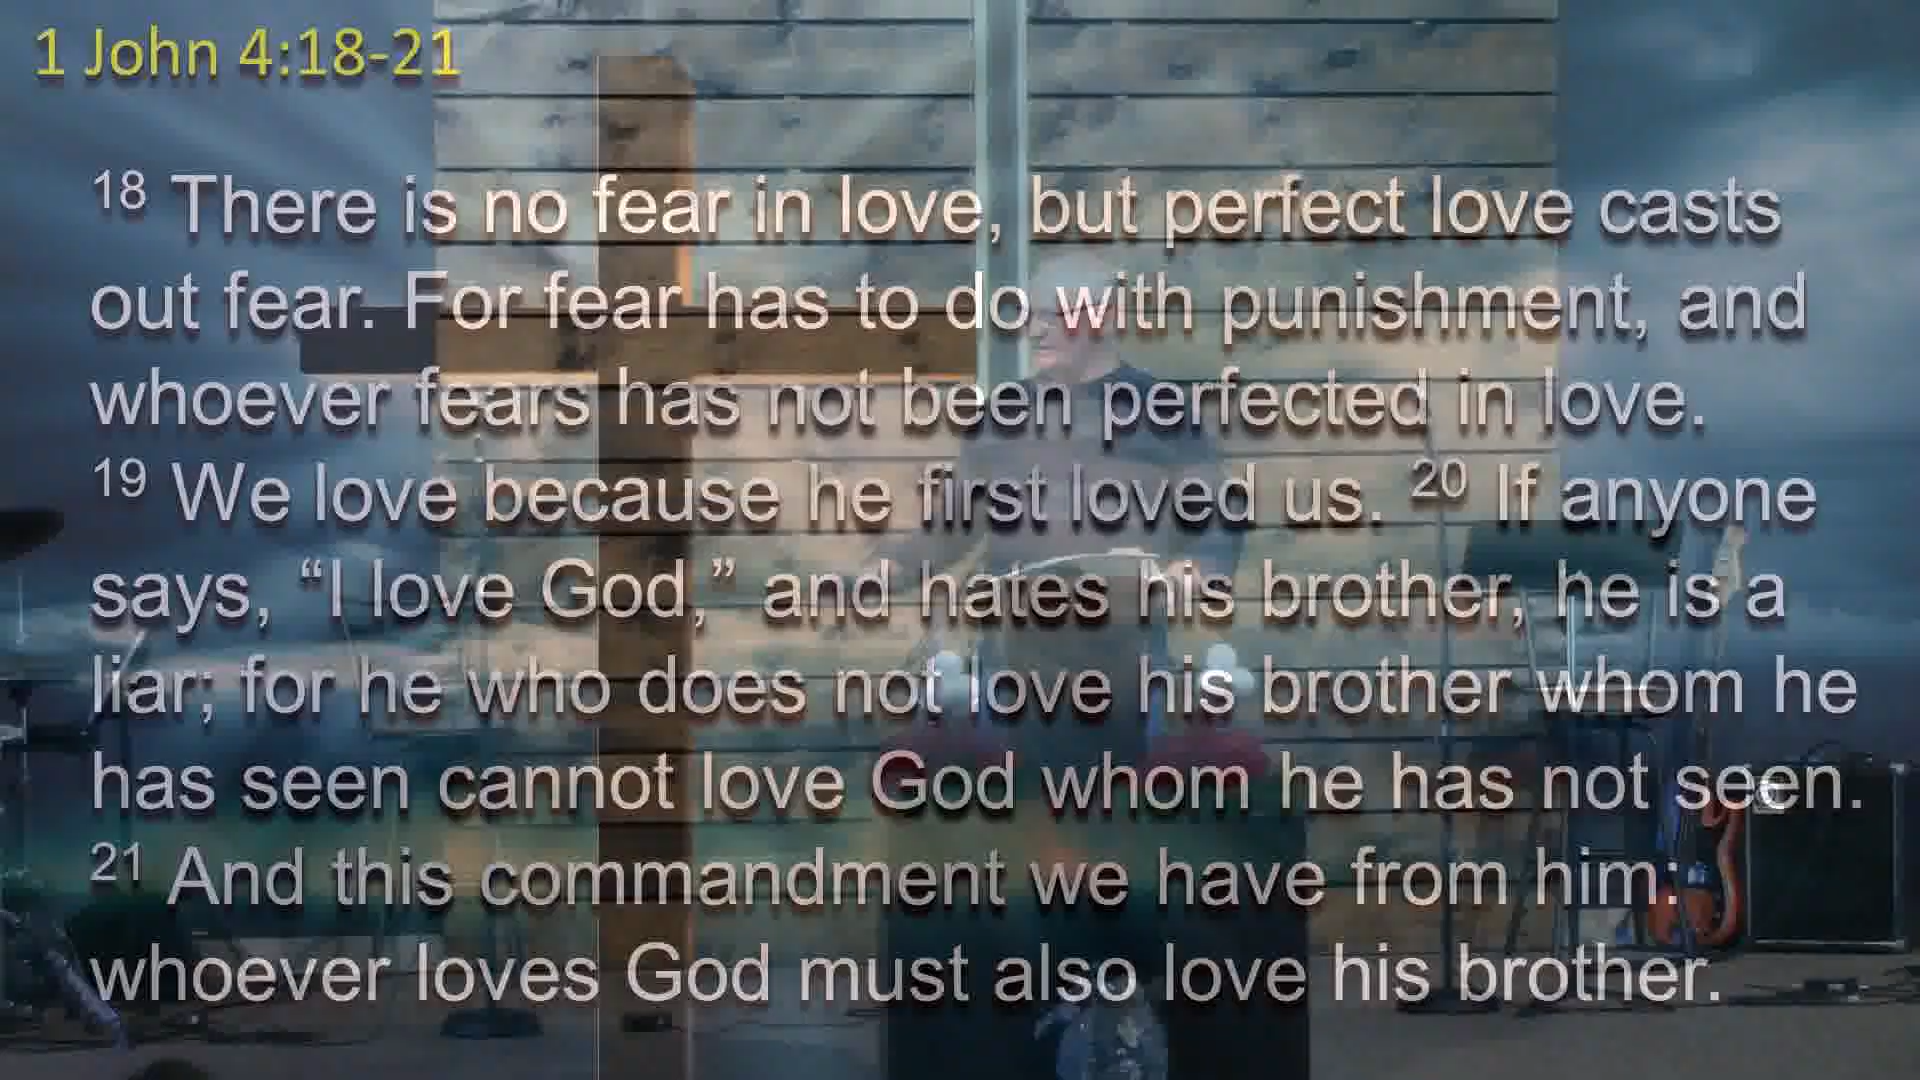 1 John 4:18-21
18 There is no fear in love, but perfect love casts
out fear. For fear has to do with punishment, and
whoever fears has not been perfected in love.
19 We love because he first loved us. 20 If anyone
says, “I love God,” and hates his brother, he is a
liar; for he who does not love his brother whom he
has seen cannot love God whom he has not seen.
21 And this commandment we have from him:
whoever loves God must also love his brother.